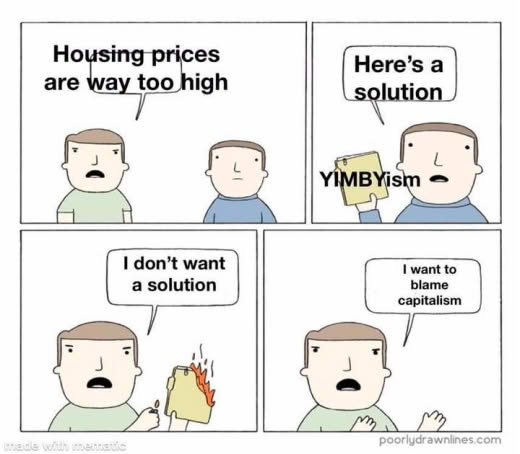 Housing prices
are way too high
Here's a
solution
YIMBYism
I don't want
a solution
I want to
blame
capitalism
made with mematic
poorlydrawnlines.com